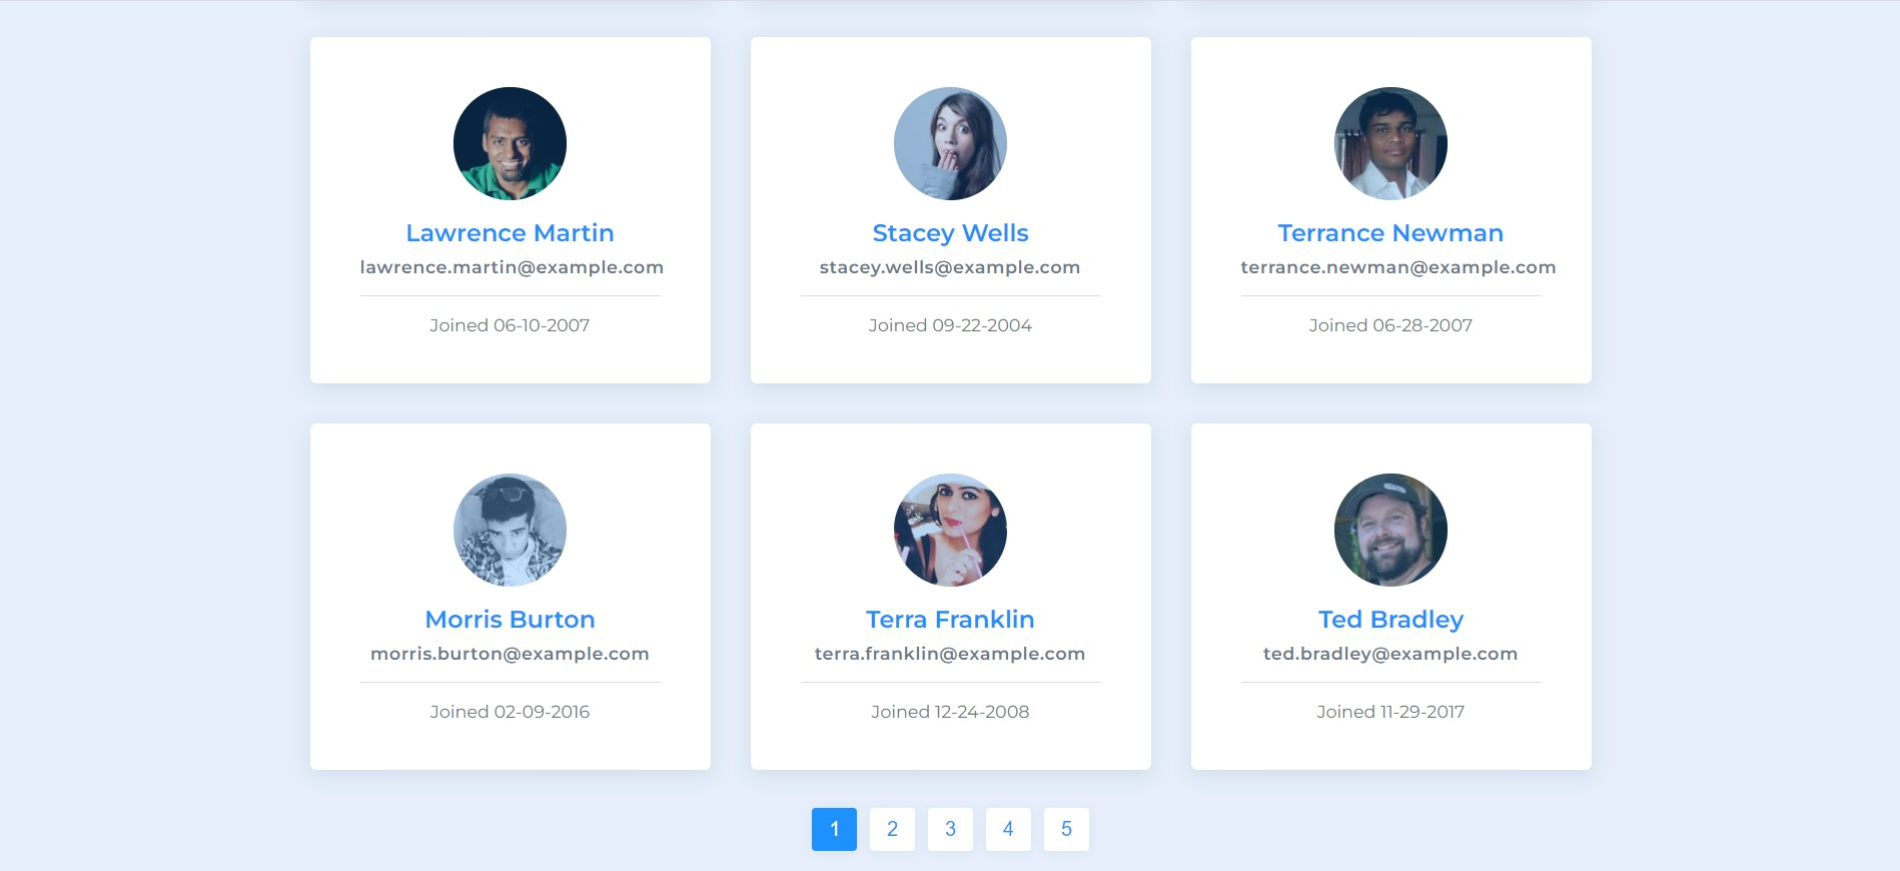 Lawrence Martin
lawrence.martin@example.com
Joined 06-10-2007
Stacey Wells
stacey.wells@example.com
Joined 09-22-2004
Terrance Newman
terrance.newman@example.com
Joined 06-28-2007
Morris Burton
morris.burton@example.com
Joined 02-09-2016
Terra Franklin
terra.franklin@example.com
Joined 12-24-2008
Ted Bradley
ted.bradley@example.com
Joined 11-29-2017
1 2 3 4 5